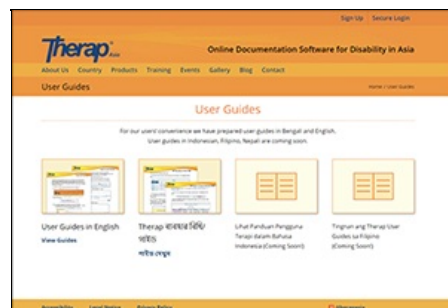 Sign Up Secure Login
Therap Asia
Online Documentation Software for Disability in Asia
About Us Country Products Training Events Gallery Blog Contact
User Guides
Home / User Guides
User Guides
For our users' convenience we have prepared user guides in Bengali and English.
User guides in Indonesian, Filipino, Nepali are coming soon.
User Guides in English
View Guides
Therap ব্যবহার বিধি/
গাইড
গাইড দেখুন
Lihat Panduan Pengguna
Terapi dalam Bahasa
Indonesia (Coming Soon)
Tingnan ang Therap User
Guides sa Filipino
(Coming Soon)
Accessibility Legal Notice Privacy Policy